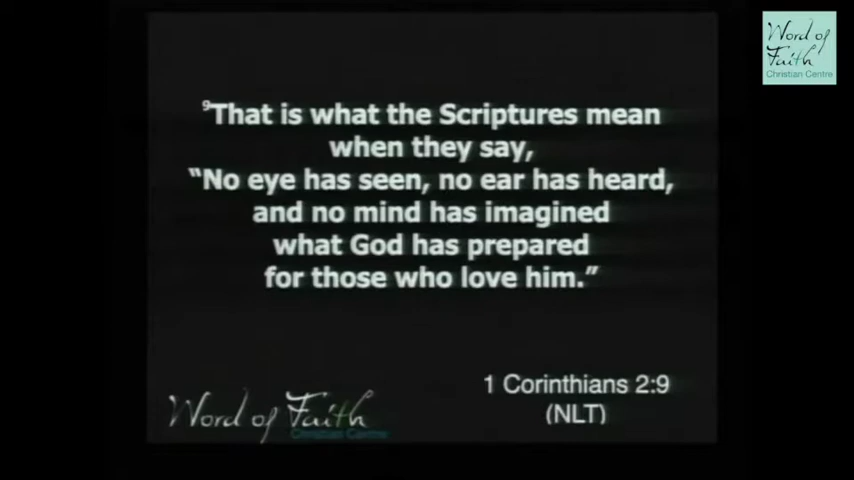 Word of
Faith
Christian Centre
9That is what the Scriptures mean
when they say,
“No eye has seen, no ear has heard,
and no mind has imagined
what God has prepared
for those who love him.”
1 Corinthians 2:9
(NLT)
Word of Faith
Christian Centre